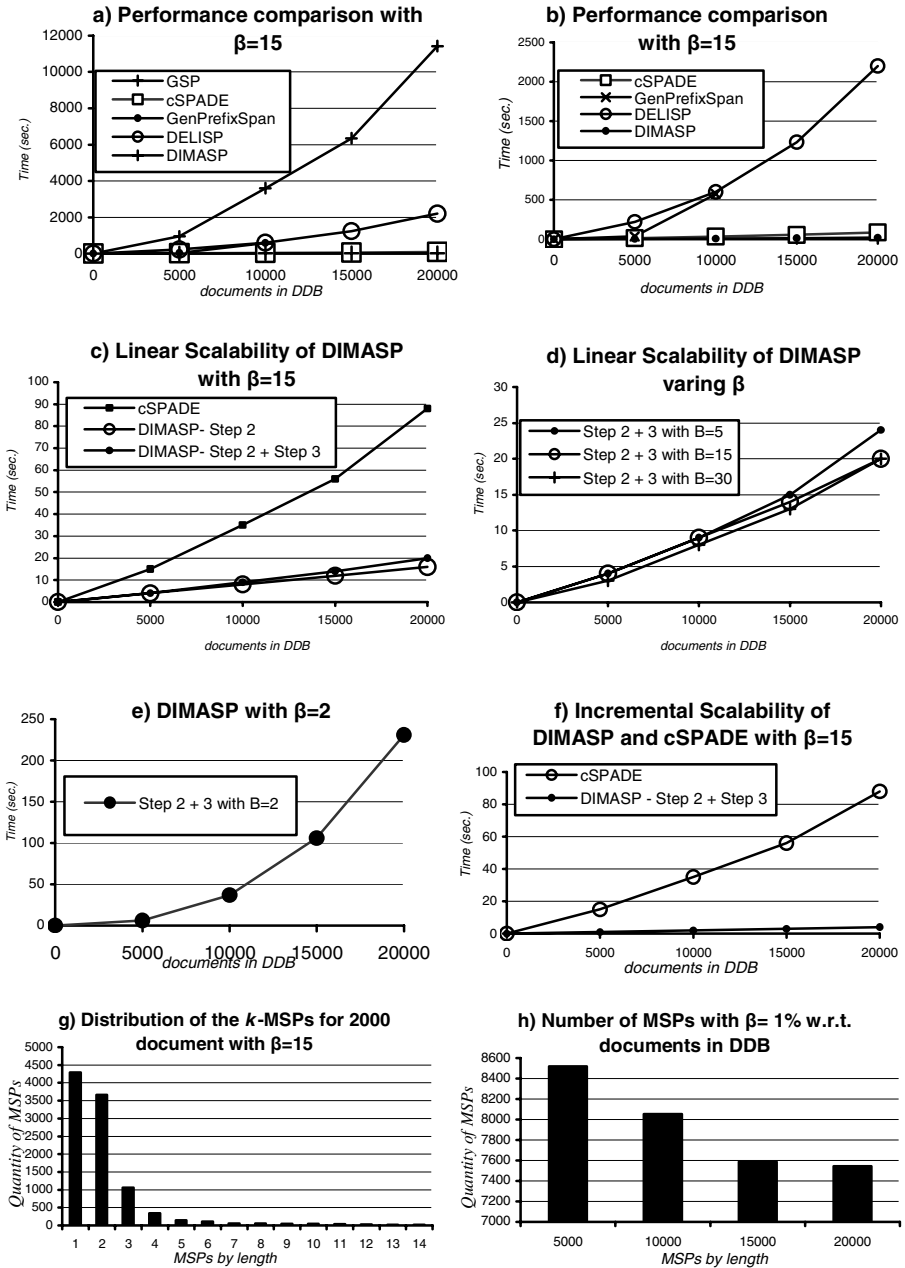 a) Performance comparison with
β=15
12000
10000
8000
6000
4000
2000
0
Time (sec.)
GSP
cSPADE
GenPrefixSpan
DELISP
DIMASP
0 5000 10000 15000 20000
documents in DDB
b) Performance comparison
with β=15
2500
2000
1500
1000
500
0
Time (sec.)
cSPADE
GenPrefixSpan
DELISP
DIMASP
0 5000 10000 15000 20000
documents in DDB
c) Linear Scalability of DIMASP
with β=15
100
90
80
70
60
50
40
30
20
10
0
Time (sec.)
cSPADE
DIMASP- Step 2
DIMASP- Step 2 + Step 3
0 5000 10000 15000 20000
documents in DDB
d) Linear Scalability of DIMASP
varing β
30
25
20
15
10
5
0
Time (sec.)
Step 2 + 3 with B=5
Step 2 + 3 with B=15
Step 2 + 3 with B=30
0 5000 10000 15000 20000
documents in DDB
e) DIMASP with β=2
250
200
150
100
50
0
Time (sec.)
Step 2 + 3 with B=2
0 5000 10000 15000 20000
documents in DDB
f) Incremental Scalability of
DIMASP and cSPADE with β=15
100
80
60
40
20
0
Time (sec.)
cSPADE
DIMASP - Step 2 + Step 3
0 5000 10000 15000 20000
documents in DDB
g) Distribution of the k-MSPs for 2000
document with β=15
5000
4500
4000
3500
3000
2500
2000
1500
1000
500
0
Quantity of MSPs
1 2 3 4 5 6 7 8 9 10 11 12 13 14
MSPs by length
h) Number of MSPs with β= 1% w.r.t.
documents in DDB
8600
8400
8200
8000
7800
7600
7400
7200
7000
Quantity of MSPs
5000 10000 15000 20000
MSPs by length